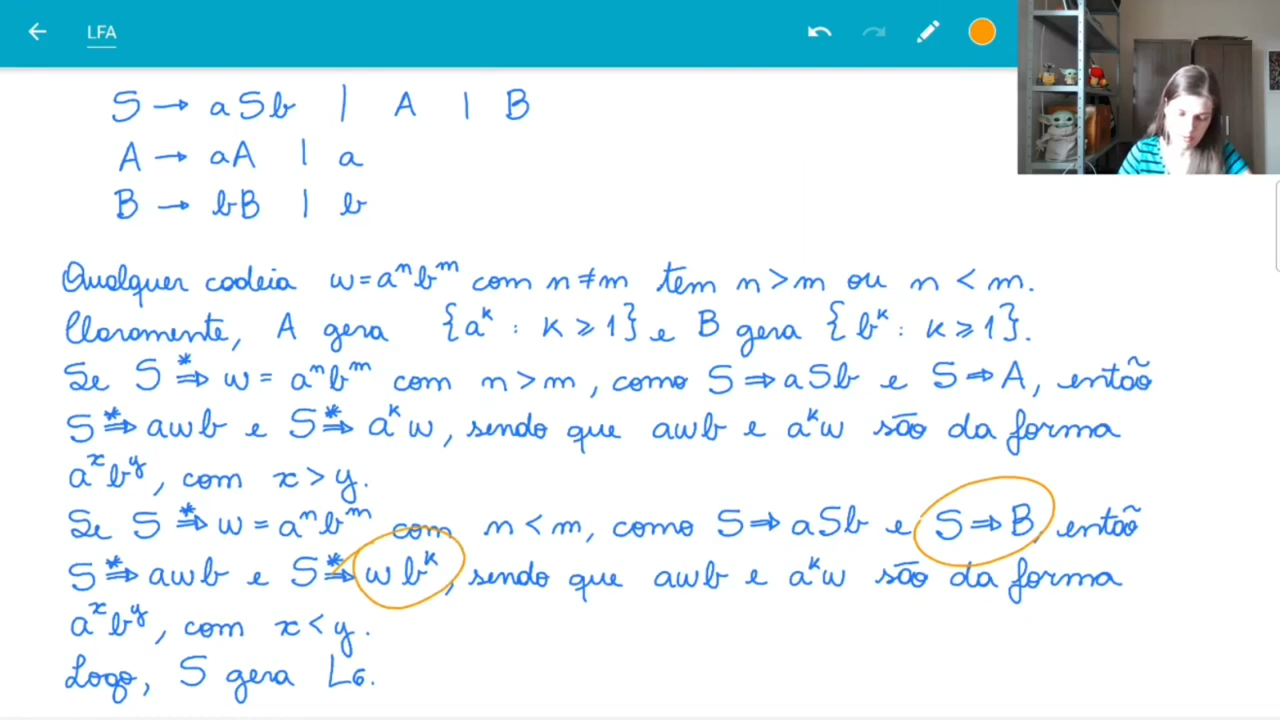 LFA
S → aSb | A | B
A → aA | a
B → bB | b
Qualquer cadeia w = aⁿbᵐ com n ≠ m tem n > m ou n < m.
Claramente, A gera {aᵏ : k ⩾ 1} e B gera {bᵏ : k ⩾ 1}.
Se S ⇒* w = aⁿbᵐ com n > m, como S ⇒ aSb e S ⇒ A, então
S ⇒* awb e S ⇒* aᵏw, sendo que awb e aᵏw são da forma
aˣbʸ, com x > y.
Se S ⇒* w = aⁿbᵐ com n < m, como S ⇒ aSb e S ⇒ B, então
S ⇒* awb e S ⇒* wbᵏ, sendo que awb e aᵏw são da forma
aˣbʸ, com x < y.
Logo, S gera L₆.